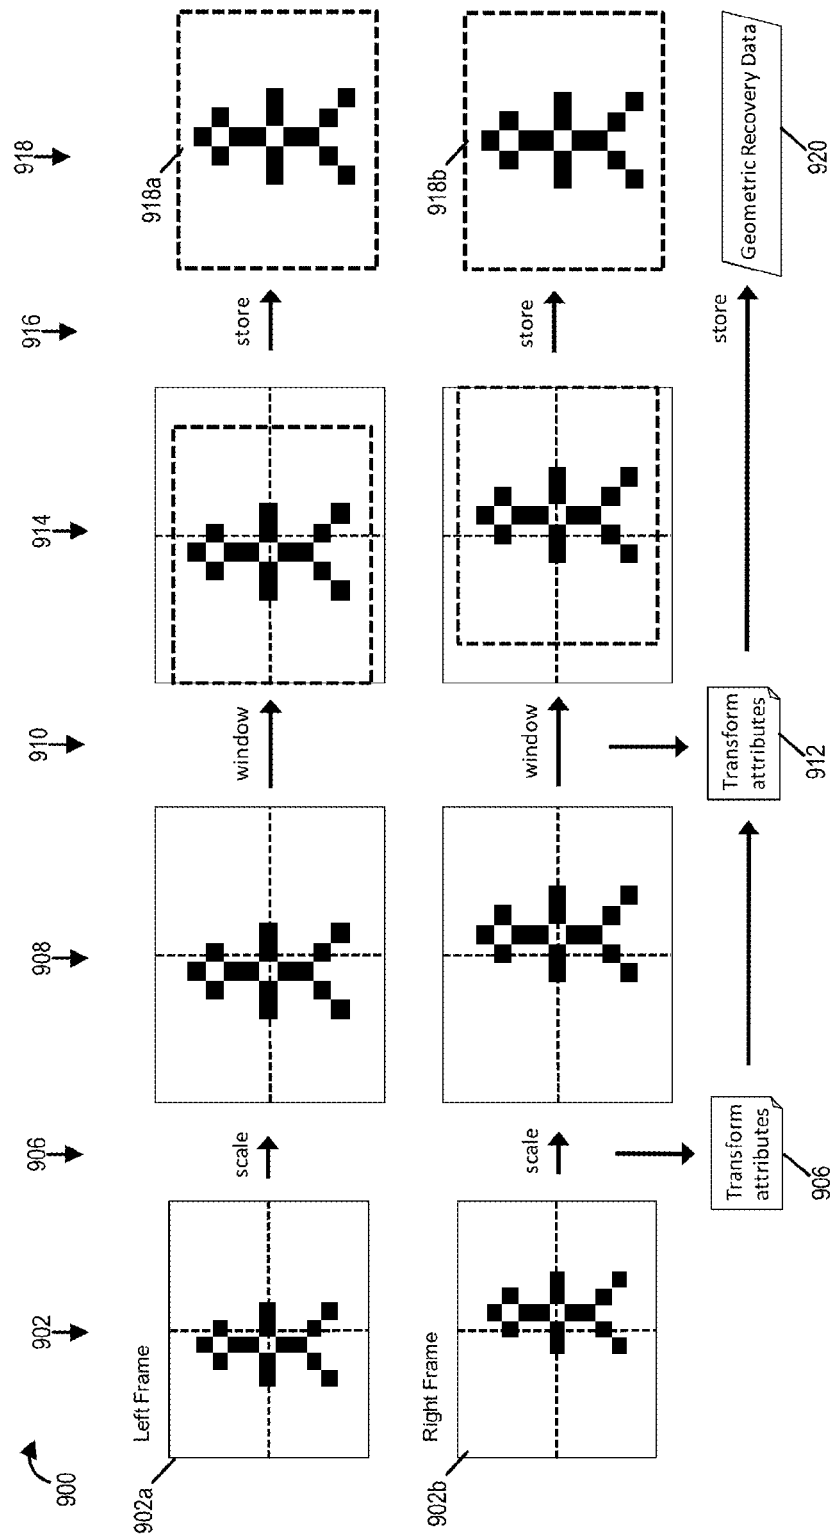 900
902
906
908
910
914
916
918
902a
Left Frame
scale
window
store
918a
902b
Right Frame
scale
window
store
918b
Transform
attributes
906
Transform
attributes
912
store
Geometric Recovery Data
920